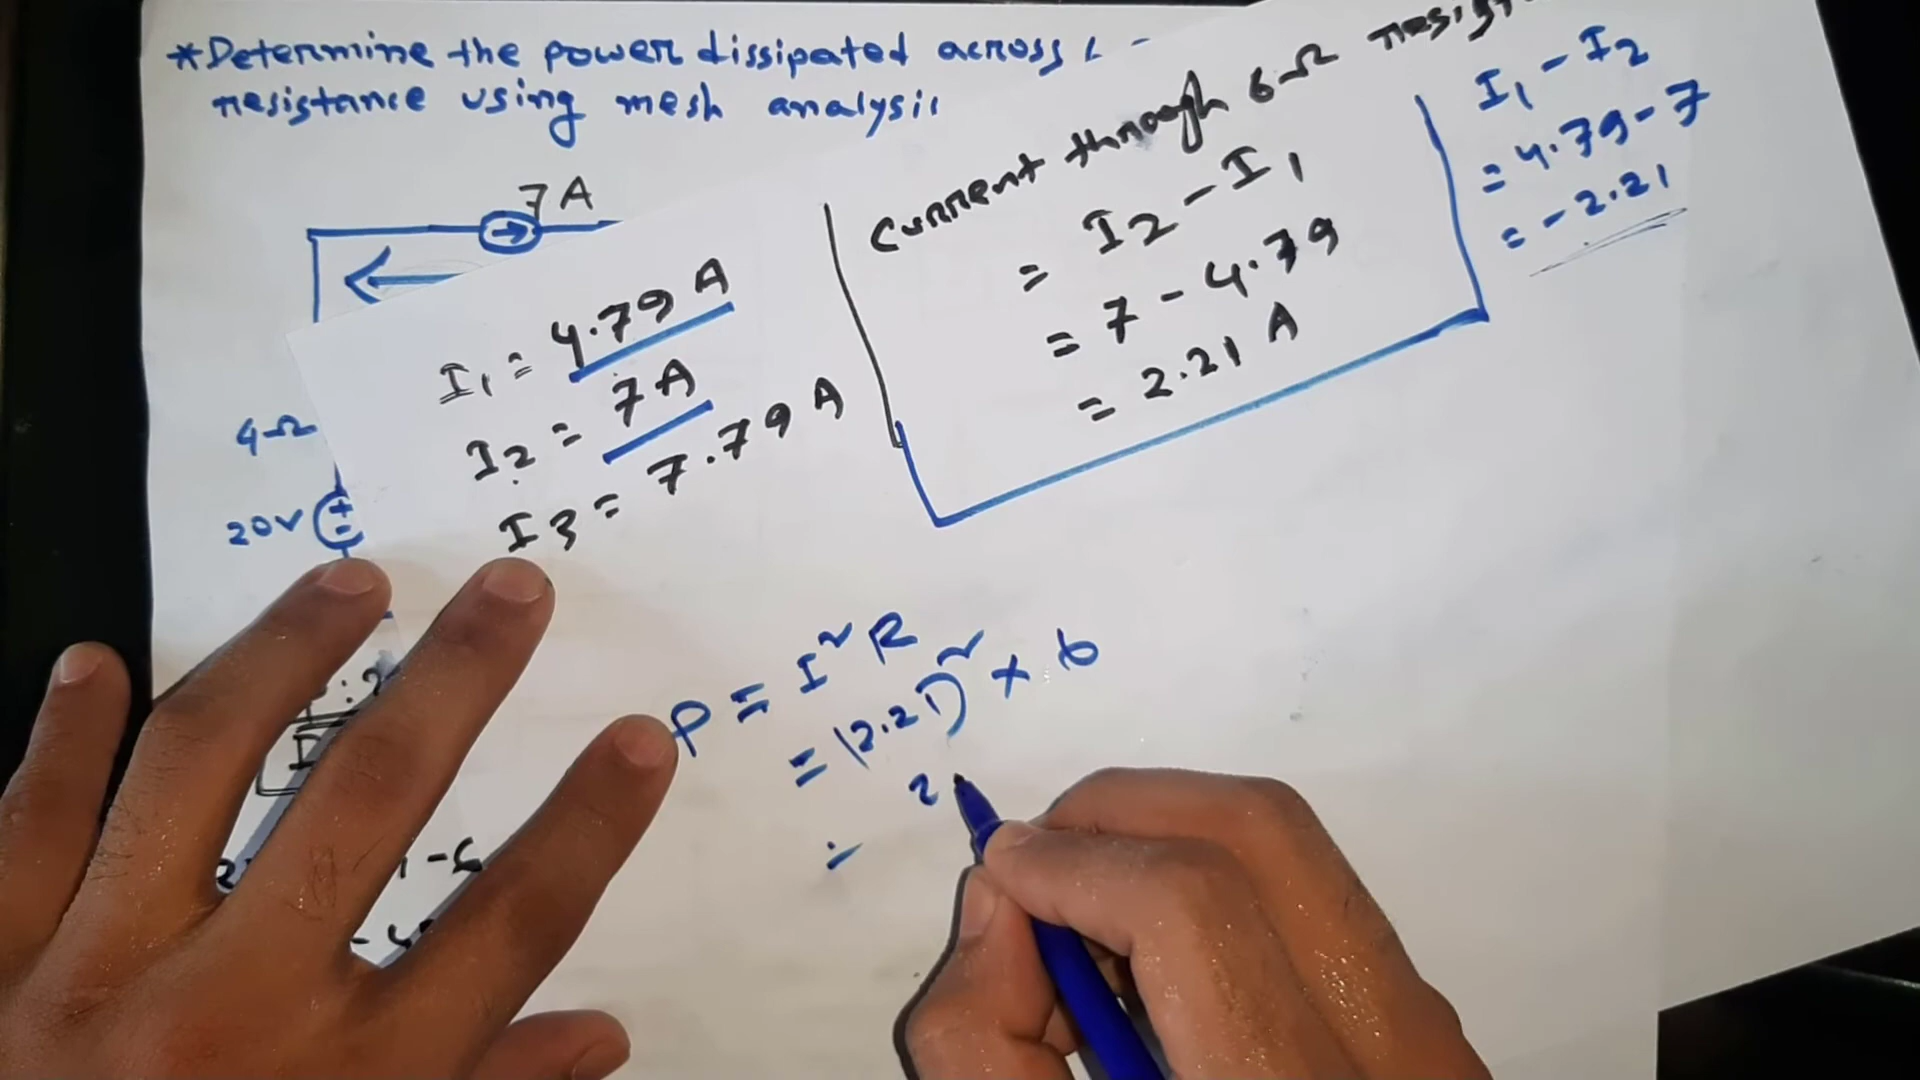 *Determine the power dissipated across
resistance using mesh analysis
7A
4Ω
20V
+
-
I1 = 4.79 A
I2 = 7A
I3 = 7.79 A
Current through 6Ω
= I2 - I1
= 7 - 4.79
= 2.21 A
I1 - I2
= 4.79 - 7
= -2.21
P = I²R
= (2.21)² × 6
= 2